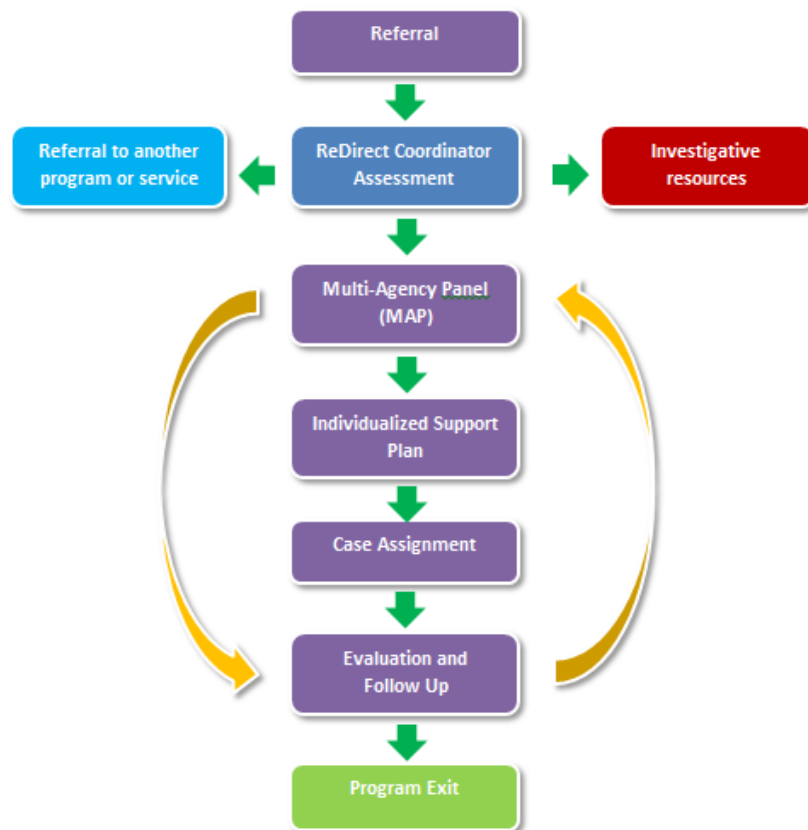 Referral
Referral to another
program or service
ReDirect Coordinator
Assessment
Investigative
resources
Multi-Agency Panel
(MAP)
Individualized Support
Plan
Case Assignment
Evaluation and
Follow Up
Program Exit